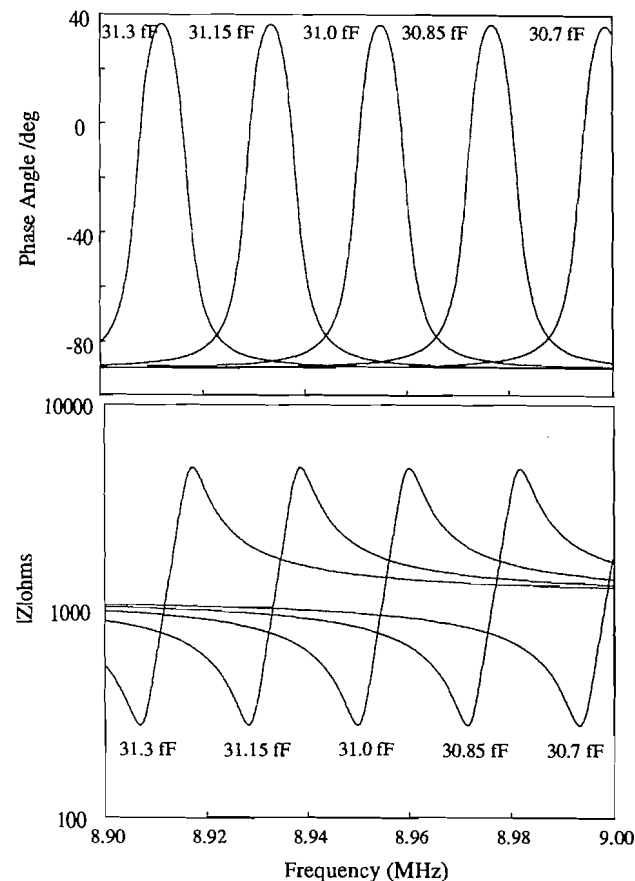 40
31.3 fF 31.15 fF 31.0 fF 30.85 fF 30.7 fF
0
-40
-80
Phase Angle /deg
10000
1000
100
|Z|ohms
31.3 fF 31.15 fF 31.0 fF 30.85 fF 30.7 fF
8.90 8.92 8.94 8.96 8.98 9.00
Frequency (MHz)